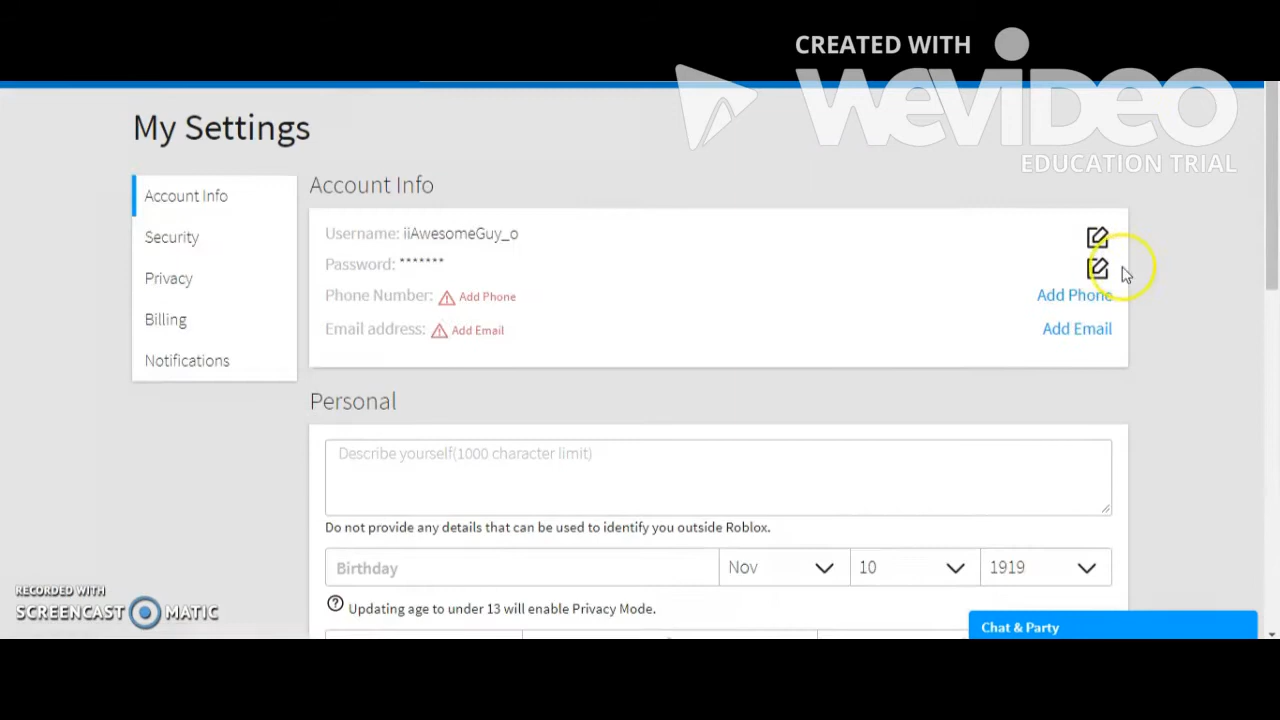 CREATED WITH
WEVIDEO
EDUCATION TRIAL
My Settings
Account Info
Security
Privacy
Billing
Notifications
Account Info
Username: iiAwesomeGuy_o
Password: *******
Phone Number: Add Phone Add Phone
Email address: Add Email Add Email
Personal
Describe yourself(1000 character limit)
Do not provide any details that can be used to identify you outside Roblox.
Birthday Nov 10 1919
Updating age to under 13 will enable Privacy Mode.
Chat & Party
RECORDED WITH
SCREENCAST MATIC